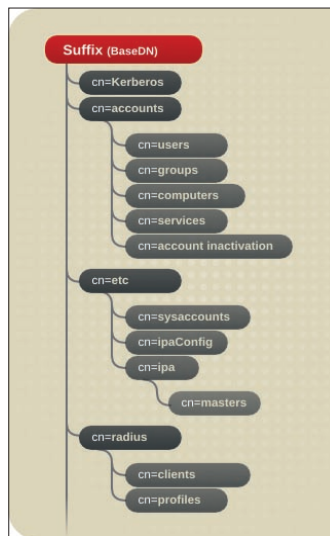 Suffix (BaseDN)
cn=Kerberos
cn=accounts
cn=users
cn=groups
cn=computers
cn=services
cn=account inactivation
cn=etc
cn=sysaccounts
cn=ipaConfig
cn=ipa
cn=masters
cn=radius
cn=clients
cn=profiles